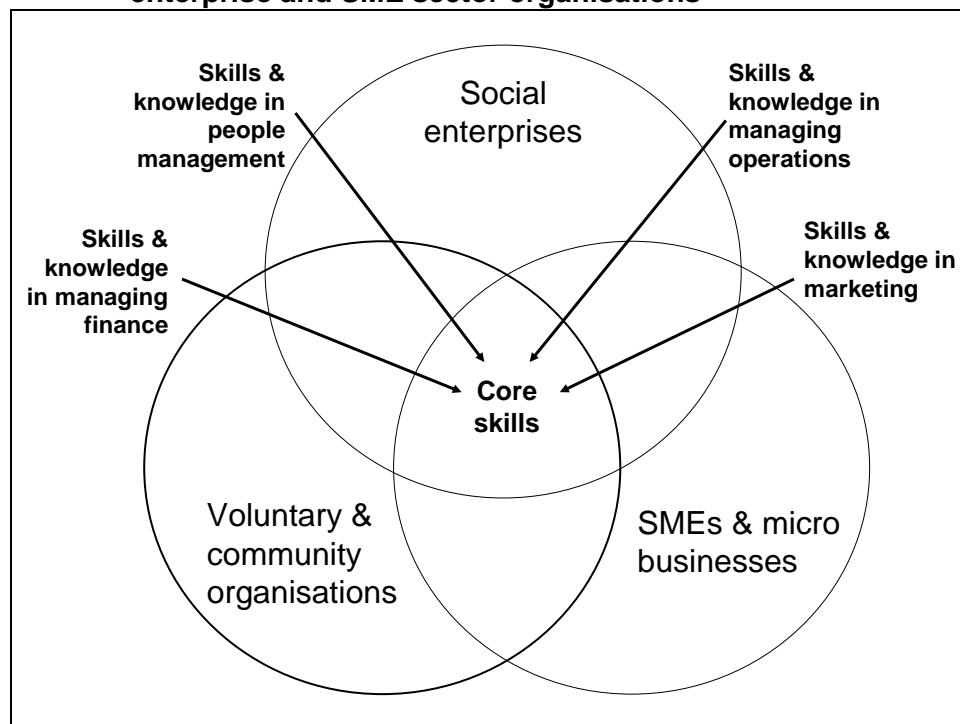 enterprise and SME sector organisations
Skills &
knowledge in
people
management
Social
enterprises
Skills &
knowledge in
managing
operations
Skills &
knowledge
in managing
finance
Skills &
knowledge in
marketing
Core
skills
Voluntary &
community
organisations
SMEs & micro
businesses